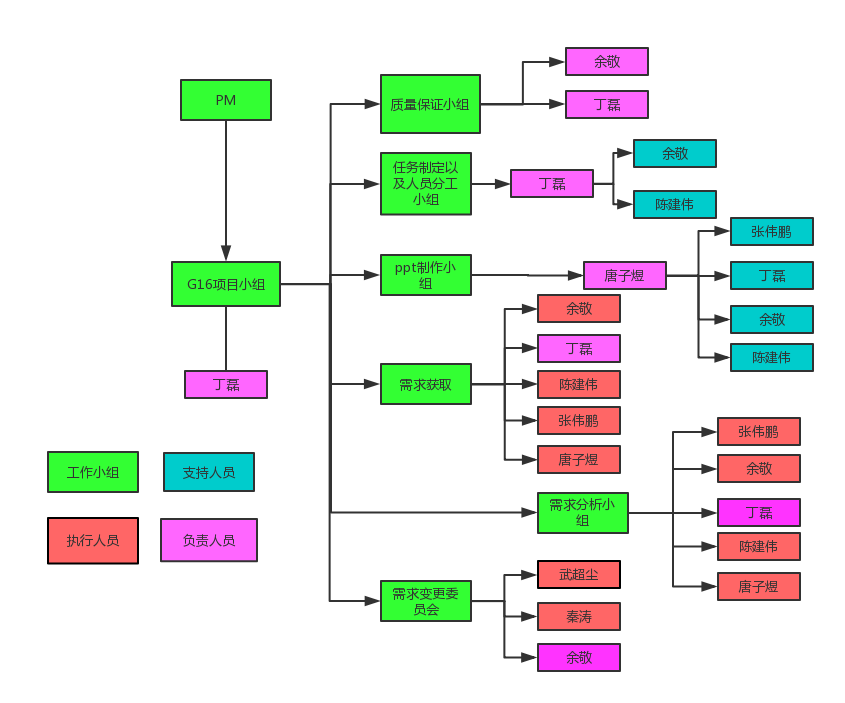 PM
G16项目小组
丁磊
质量保证小组
余敬
丁磊
任务制定以
及人员分工
小组
丁磊
余敬
陈建伟
ppt制作小
组
唐子煜
张伟鹏
丁磊
余敬
陈建伟
需求获取
余敬
丁磊
陈建伟
张伟鹏
唐子煜
需求分析小
组
张伟鹏
余敬
丁磊
陈建伟
唐子煜
需求变更委
员会
武超尘
秦涛
余敬
工作小组
支持人员
执行人员
负责人员